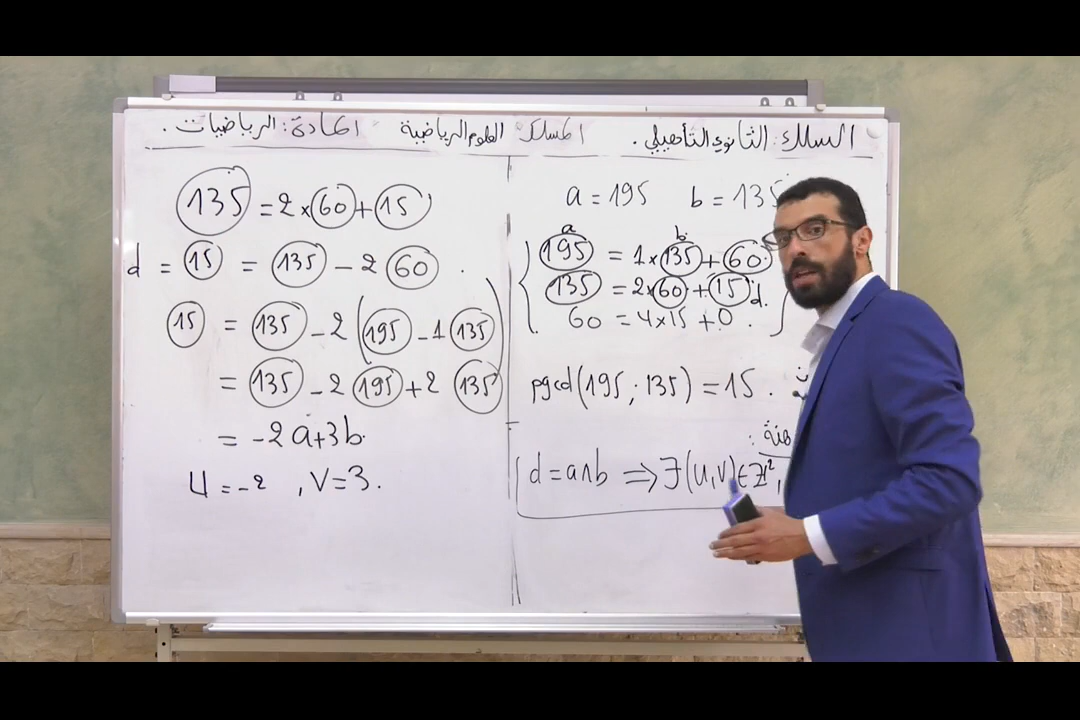 السلك: الثانوي التأهيلي. المسلك العلوم الرياضية المادة: الرياضيات.
a = 195 b = 135
a b
195 = 1×135 + 60
135 = 2×60 + 15 d.
60 = 4×15 + 0.
pgcd(195; 135) = 15.
d = a∧b ⟹ ∃(u,v)∈ℤ²,
135 = 2×60 + 15
d = 15 = 135 − 2 60.
15 = 135 − 2(195 − 1 135)
= 135 − 2 195 + 2 135
= −2a+3b.
U = −2, V = 3.